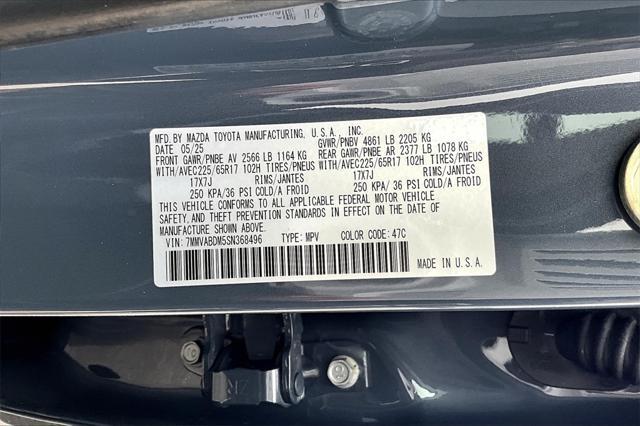 MFD. BY MAZDA TOYOTA MANUFACTURING, U.S.A., INC.
DATE 05/25 GVWR/PNBV 4861 LB 2205 KG
FRONT GAWR/PNBE AV 2566 LB 1164 KG REAR GAWR/PNBE AR 2377 LB 1078 KG
WITH/AVEC225/65R17 102H TIRES/PNEUS WITH/AVEC225/65R17 102H TIRES/PNEUS
17X7J RIMS/JANTES 17X7J RIMS/JANTES
250 KPA/ 36 PSI COLD/A FROID 250 KPA/ 36 PSI COLD/A FROID
THIS VEHICLE CONFORMS TO ALL APPLICABLE FEDERAL MOTOR VEHICLE
SAFETY, AND THEFT PREVENTION STANDARDS IN EFFECT ON THE DATE OF
MANUFACTURE SHOWN ABOVE.
VIN: 7MMVABDM5SN368496 TYPE: MPV COLOR CODE: 47C
MADE IN U.S.A.